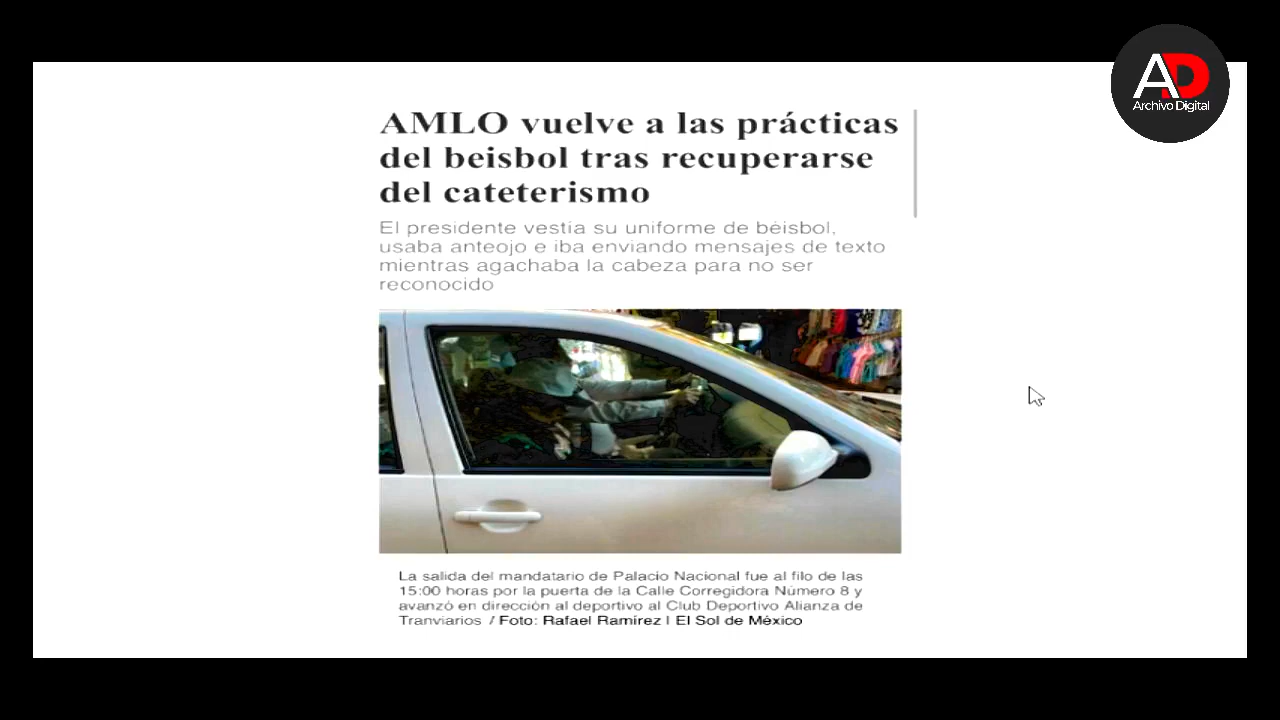 AD
Archivo Digital
AMLO vuelve a las prácticas
del beisbol tras recuperarse
del cateterismo
El presidente vestía su uniforme de béisbol,
usaba anteojo e iba enviando mensajes de texto
mientras agachaba la cabeza para no ser
reconocido
La salida del mandatario de Palacio Nacional fue al filo de las
15:00 horas por la puerta de la Calle Corregidora Número 8 y
avanzó en dirección al deportivo al Club Deportivo Alianza de
Tranviarios / Foto: Rafael Ramírez | El Sol de México